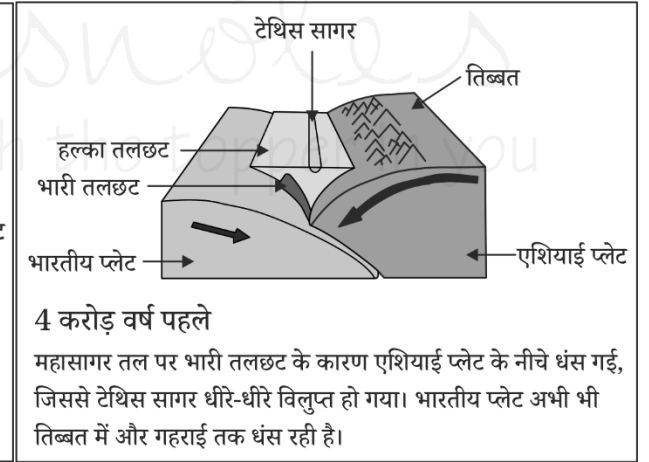 टेथिस सागर
तिब्बत
हल्का तलछट
भारी तलछट
भारतीय प्लेट
एशियाई प्लेट
4 करोड़ वर्ष पहले
महासागर तल पर भारी तलछट के कारण एशियाई प्लेट के नीचे धंस गई,
जिससे टेथिस सागर धीरे-धीरे विलुप्त हो गया। भारतीय प्लेट अभी भी
तिब्बत में और गहराई तक धंस रही है।